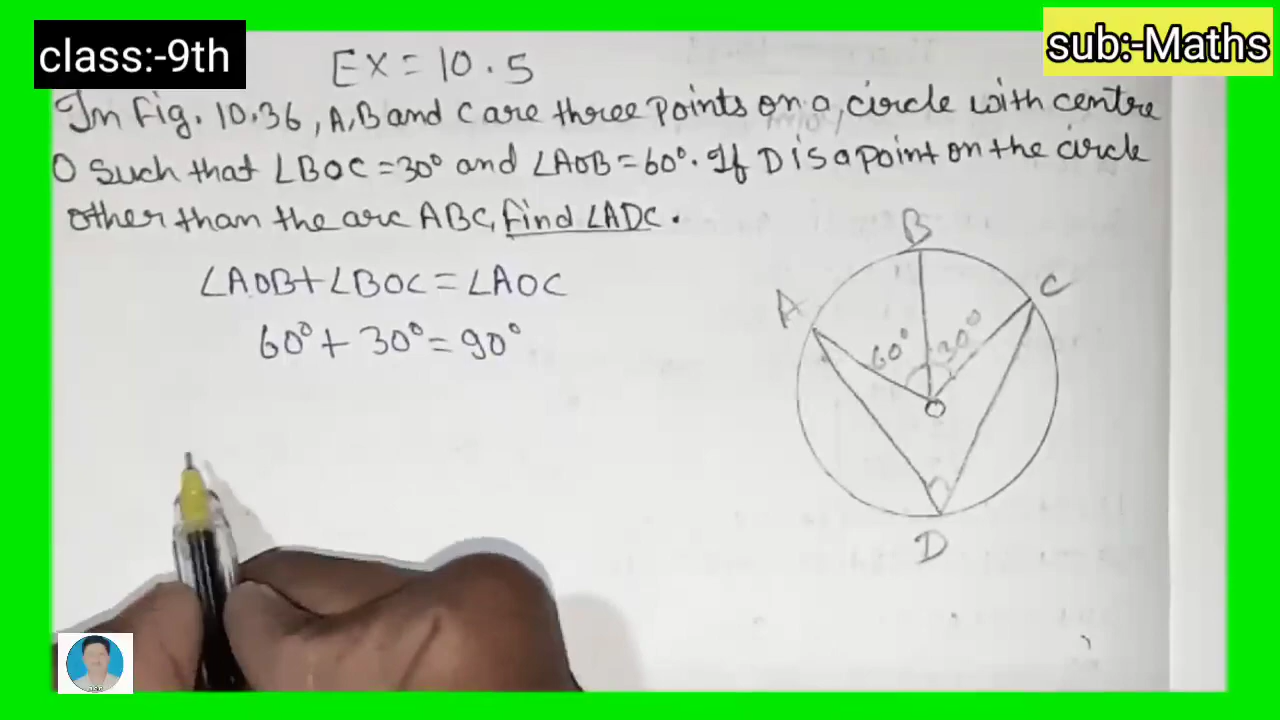 class:-9th
sub:-Maths
Ex = 10.5
In Fig. 10.36, A, B and C are three points on a circle with centre
O such that ∠BOC = 30° and ∠AOB = 60°. If D is a point on the circle
other than the arc ABC, find ∠ADC.
∠AOB + ∠BOC = ∠AOC
60° + 30° = 90°
B
C
A
60°
30°
O
D